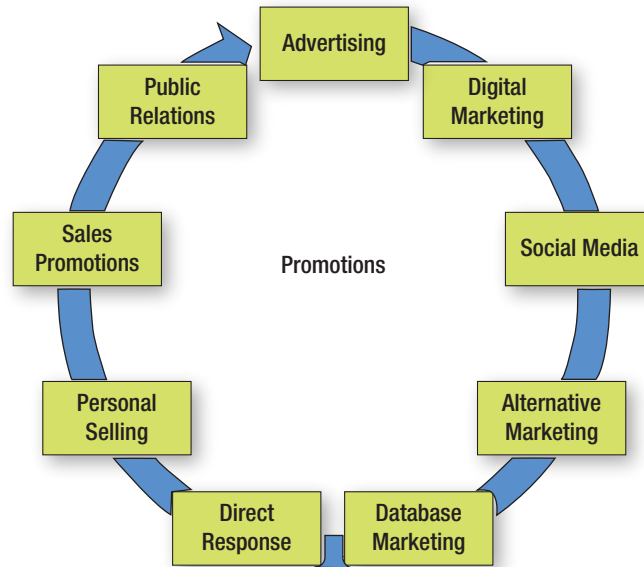 Advertising
Digital
Marketing
Social Media
Alternative
Marketing
Database
Marketing
Direct
Response
Personal
Selling
Sales
Promotions
Public
Relations
Promotions